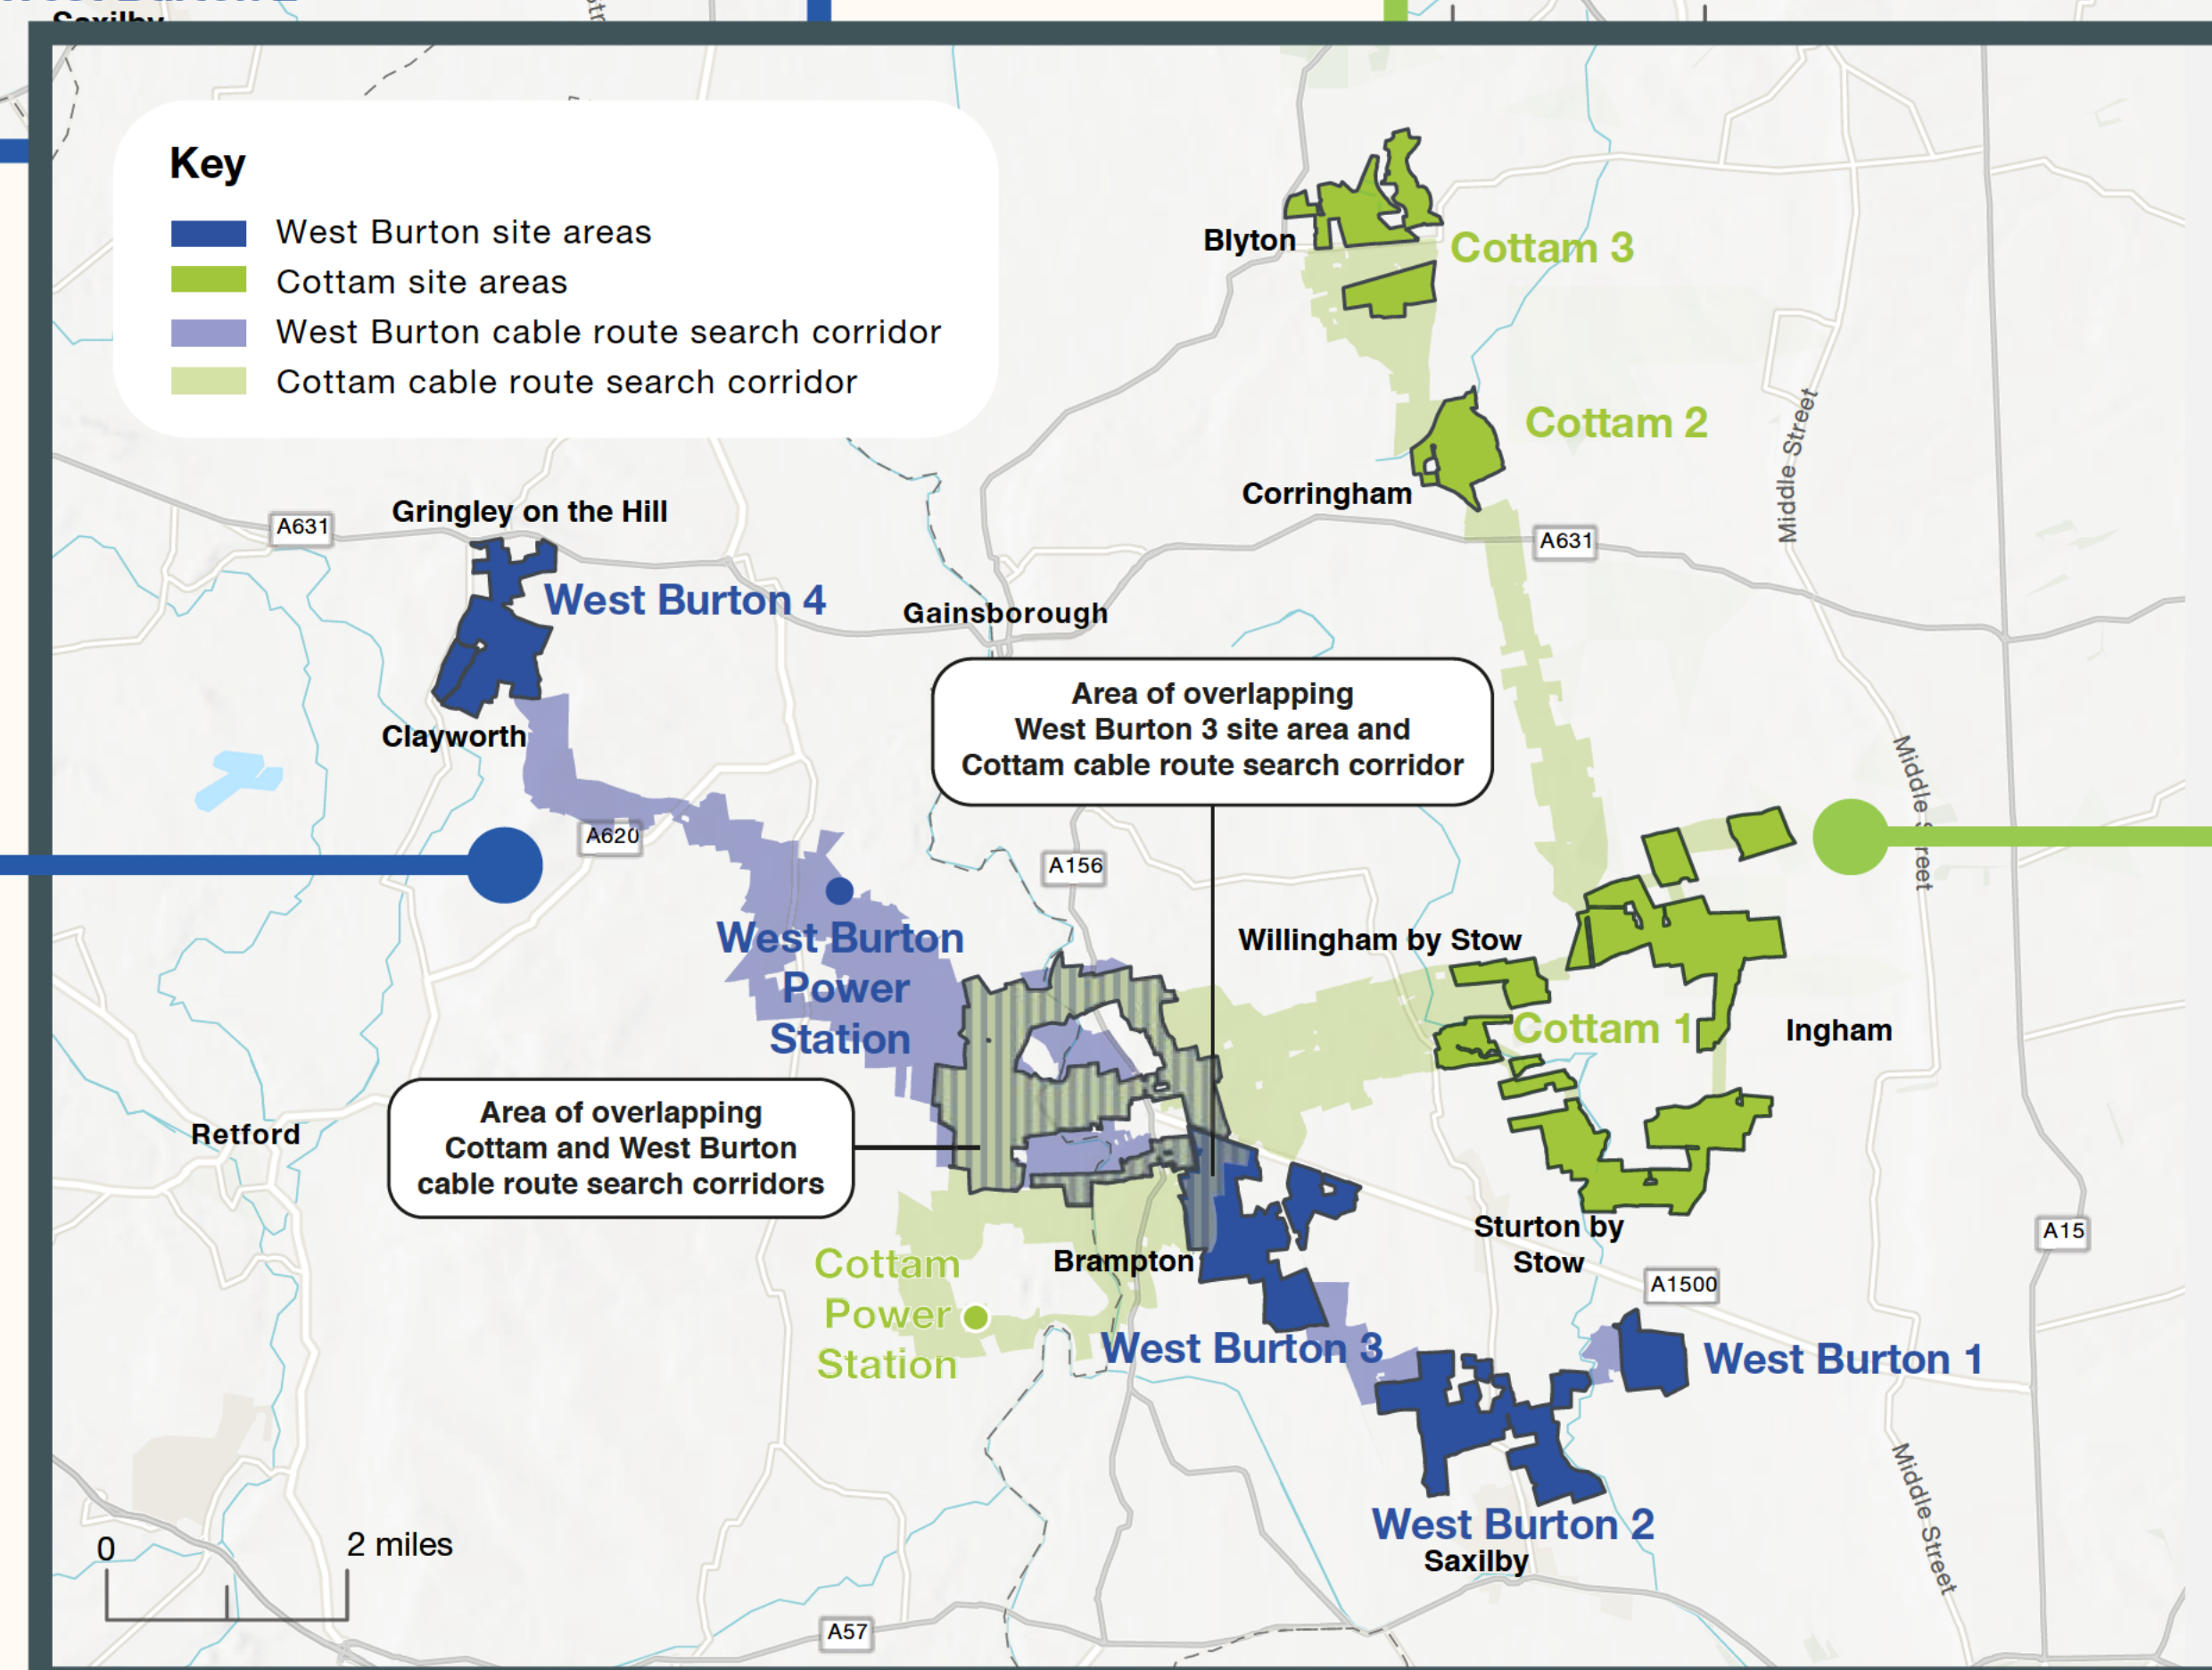 Saxilby
Key
West Burton site areas
Cottam site areas
West Burton cable route search corridor
Cottam cable route search corridor
Blyton
Cottam 3
Cottam 2
Middle Street
Corringham
Gringley on the Hill
A631
A631
West Burton 4
Gainsborough
Area of overlapping
West Burton 3 site area and
Cottam cable route search corridor
Clayworth
Middle Street
A620
A156
West Burton
Power
Station
Willingham by Stow
Cottam 1
Ingham
Area of overlapping
Cottam and West Burton
cable route search corridors
Retford
Sturton by
Stow
A15
Cottam
Power
Station
Brampton
A1500
West Burton 3
West Burton 1
Middle Street
West Burton 2
Saxilby
0
2 miles
A57